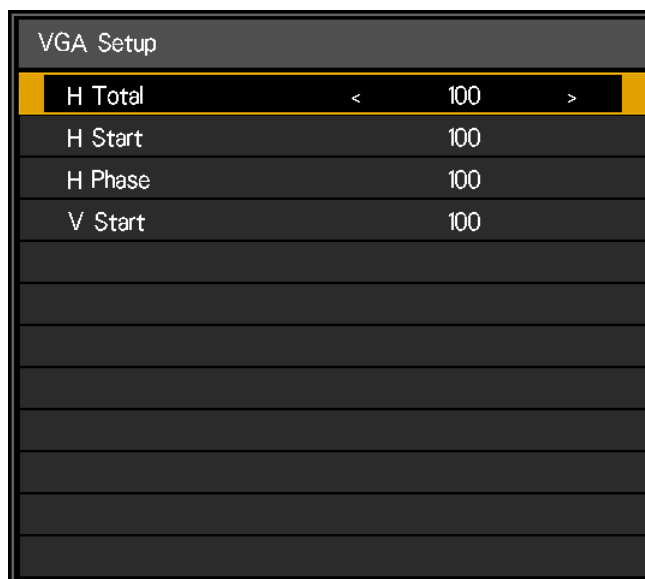 VGA Setup
H Total < 100 >
H Start 100
H Phase 100
V Start 100